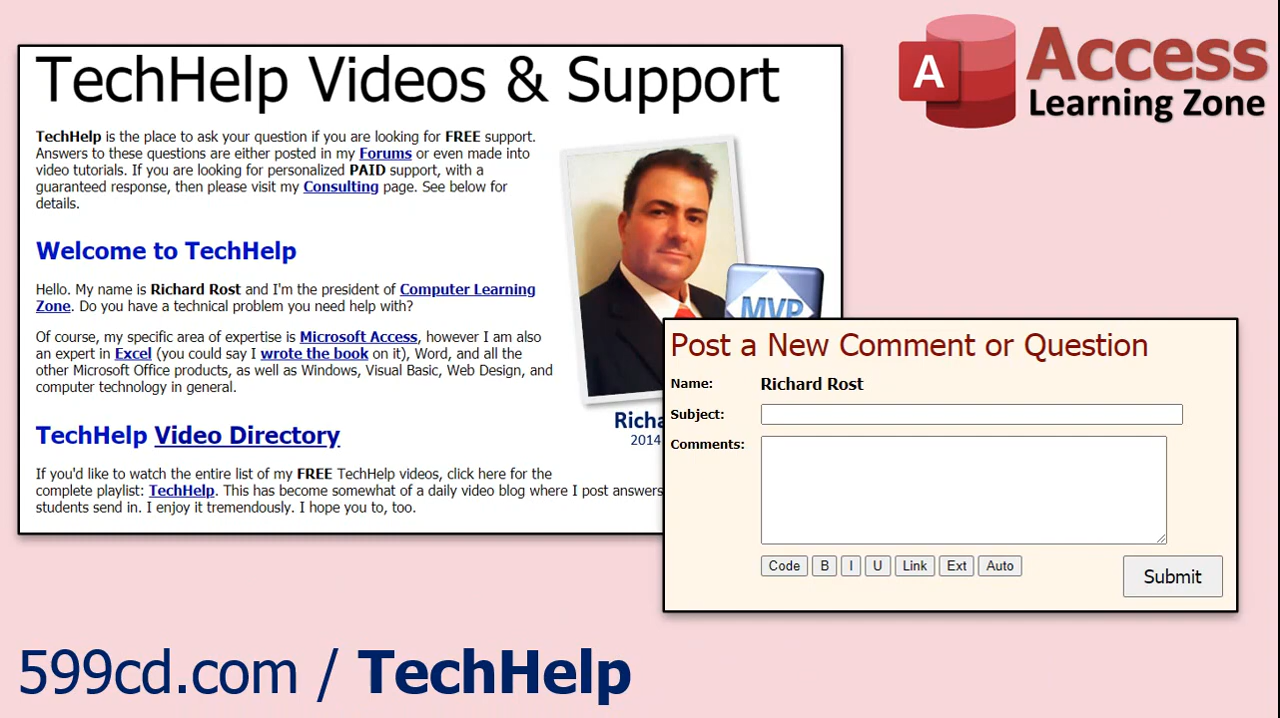 TechHelp Videos & Support
TechHelp is the place to ask your question if you are looking for FREE support.
Answers to these questions are either posted in my Forums or even made into
video tutorials. If you are looking for personalized PAID support, with a
guaranteed response, then please visit my Consulting page. See below for
details.
Welcome to TechHelp
Hello. My name is Richard Rost and I'm the president of Computer Learning
Zone. Do you have a technical problem you need help with?
Of course, my specific area of expertise is Microsoft Access, however I am also
an expert in Excel (you could say I wrote the book on it), Word, and all the
other Microsoft Office products, as well as Windows, Visual Basic, Web Design, and
computer technology in general.
TechHelp Video Directory
If you'd like to watch the entire list of my FREE TechHelp videos, click here for the
complete playlist: TechHelp. This has become somewhat of a daily video blog where I post answers
students send in. I enjoy it tremendously. I hope you to, too.
MVP
Richa
2014
A
Access
Learning Zone
Post a New Comment or Question
Name: Richard Rost
Subject:
Comments:
Code B I U Link Ext Auto
Submit
599cd.com / TechHelp